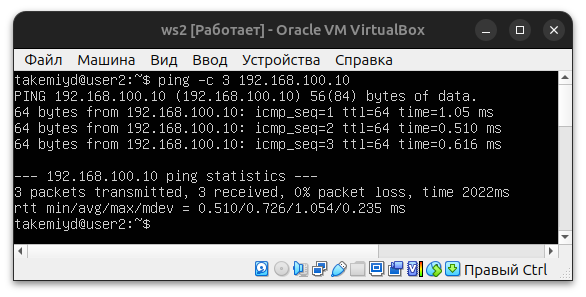 ws2 [Работает] - Oracle VM VirtualBox
Файл Машина Вид Ввод Устройства Справка
takemiyd@user2:~$ ping -c 3 192.168.100.10
PING 192.168.100.10 (192.168.100.10) 56(84) bytes of data.
64 bytes from 192.168.100.10: icmp_seq=1 ttl=64 time=1.05 ms
64 bytes from 192.168.100.10: icmp_seq=2 ttl=64 time=0.510 ms
64 bytes from 192.168.100.10: icmp_seq=3 ttl=64 time=0.616 ms
--- 192.168.100.10 ping statistics ---
3 packets transmitted, 3 received, 0% packet loss, time 2022ms
rtt min/avg/max/mdev = 0.510/0.726/1.054/0.235 ms
takemiyd@user2:~$
Правый Ctrl